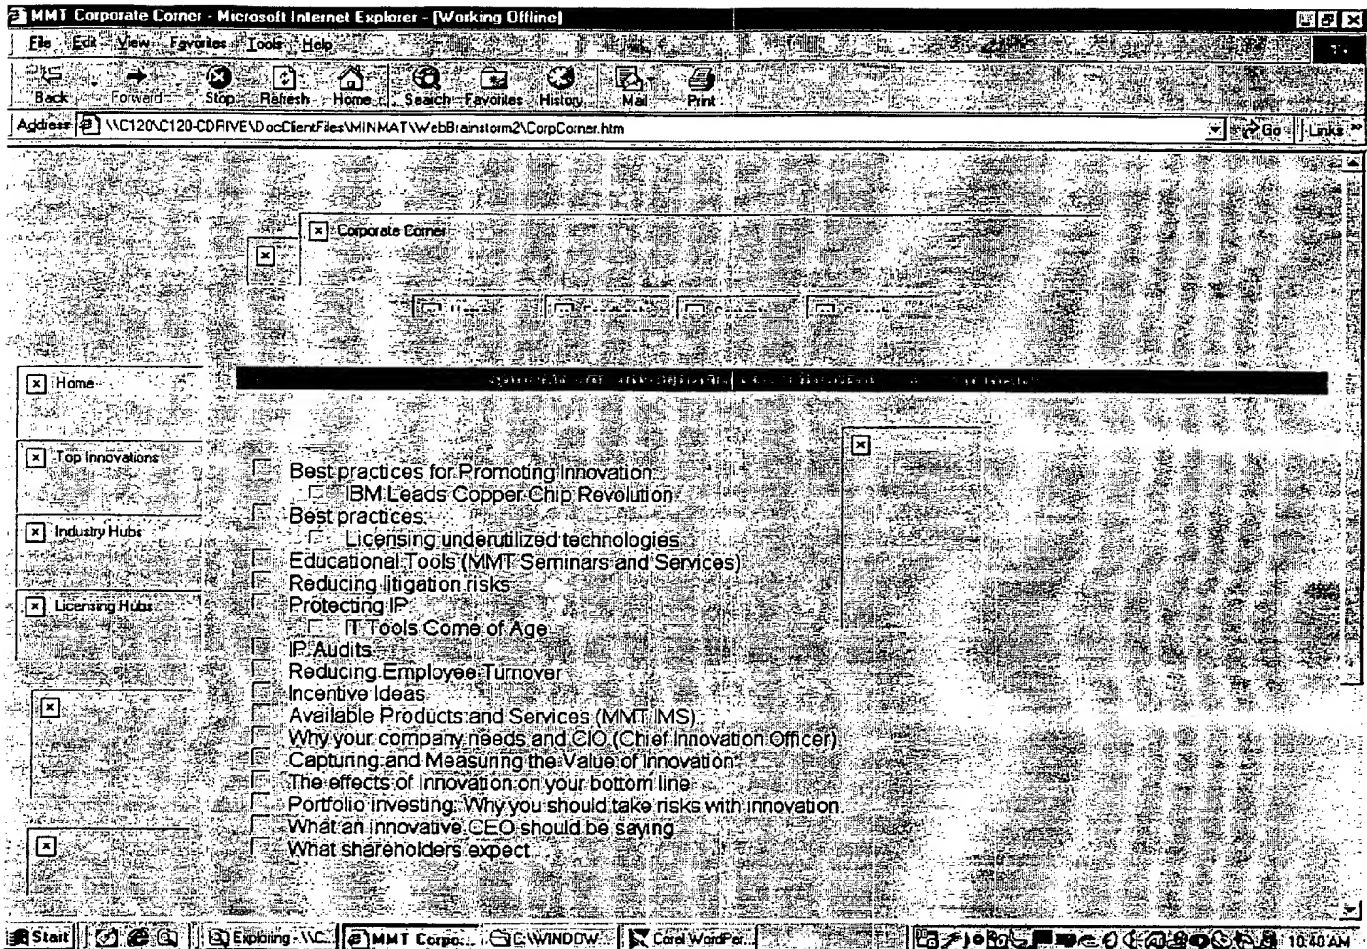 MMT Corporate Corner - Microsoft Internet Explorer - [Working Offline]
File Edit View Favorites Tools Help
Back Forward Stop Refresh Home Search Favorites History Mail Print
Address \\C120\C120-CDRIVE\DocClientFiles\MINMAT\WebBrainstorm2\CorpCorner.htm Go Links »
Corporate Corner
Home
Top Innovations
Industry Hubs
Licensing Hubs
Best practices for Promoting Innovation
IBM Leads Copper Chip Revolution
Best practices
Licensing underutilized technologies
Educational Tools (MMT Seminars and Services)
Reducing litigation risks
Protecting IP
IT Tools Come of Age
IP Audits
Reducing Employee Turnover
Incentive Ideas
Available Products and Services (MMT IMS)
Why your company needs and CIO (Chief Innovation Officer)
Capturing and Measuring the Value of Innovation
The effects of innovation on your bottom line
Portfolio investing: Why you should take risks with innovation
What an innovative CEO should be saying
What shareholders expect
Start Exploring - \\C... MMT Corpo... C:\WINDOW... Corel WordPer... 10:40 AM